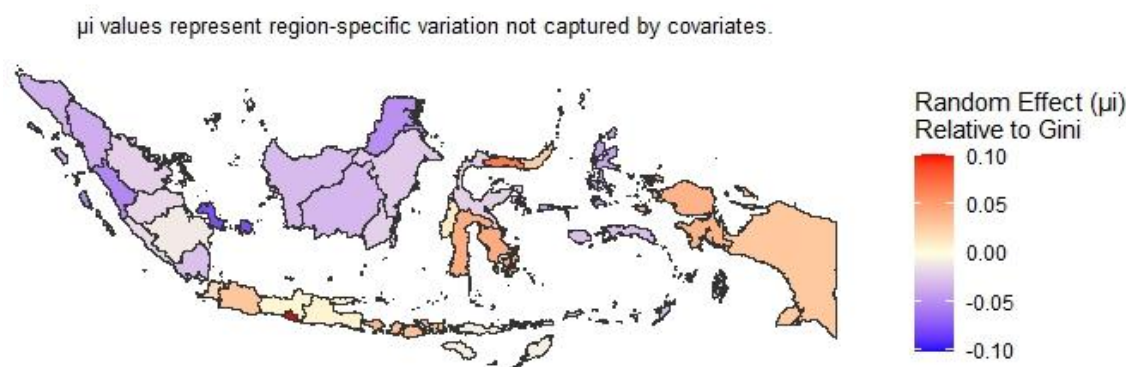 µi values represent region-specific variation not captured by covariates.
Random Effect (µi)
Relative to Gini
0.10
0.05
0.00
-0.05
-0.10